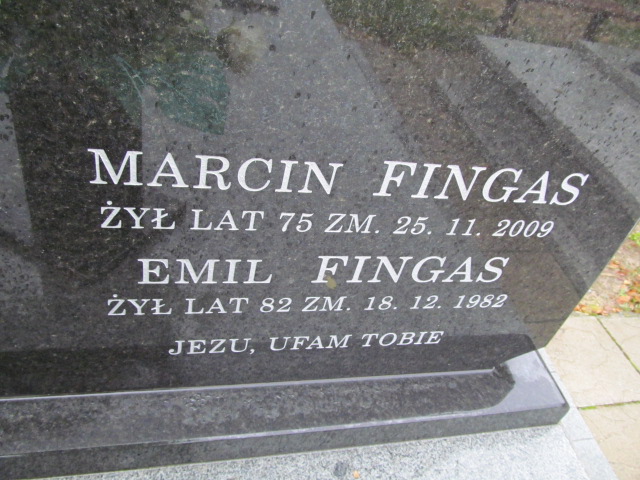 MARCIN FINGAS
ŻYŁ LAT 75 ZM. 25. 11. 2009
EMIL FINGAS
ŻYŁ LAT 82 ZM. 18. 12. 1982
JEZU, UFAM TOBIE